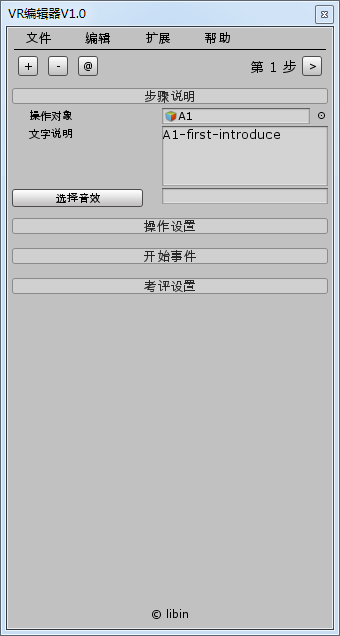 VR编辑器V1.0
文件 编辑 扩展 帮助
+ - @ 第 1 步 >
步骤说明
操作对象 A1
文字说明 A1-first-introduce
选择音效
操作设置
开始事件
考评设置
© libin